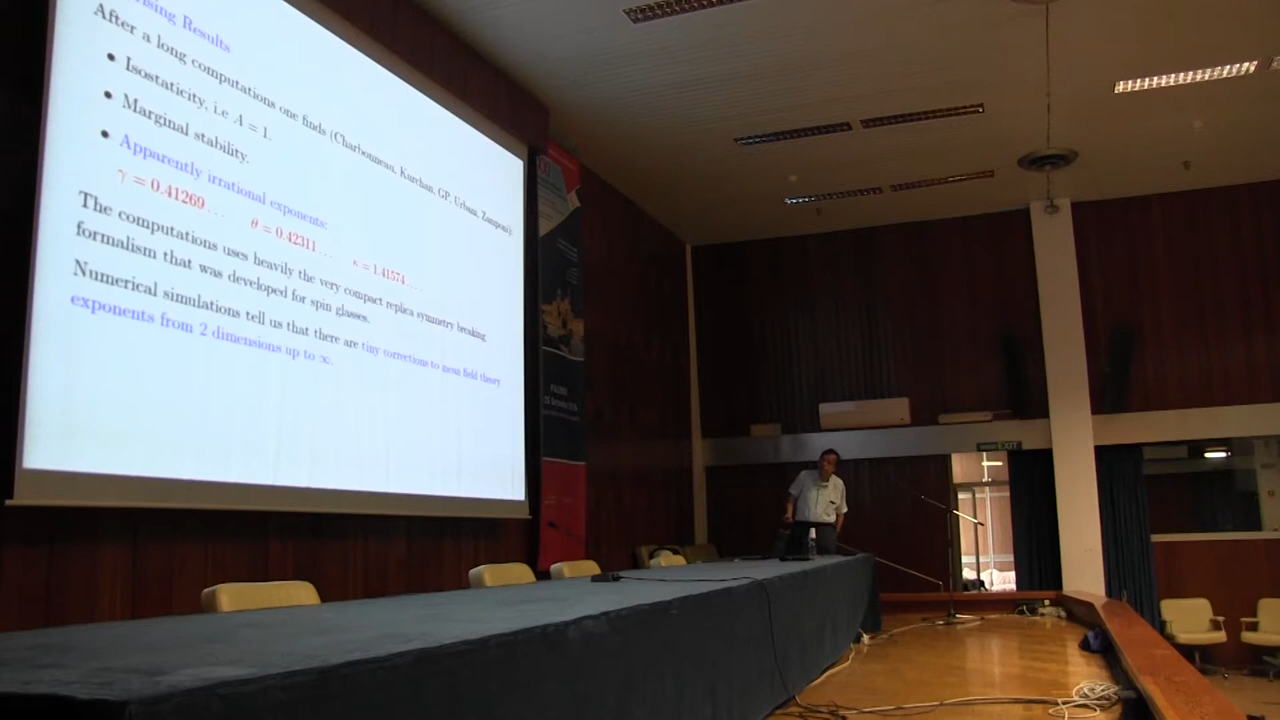 Results
After a long computations one finds (Charbonneau, Kurchan, GP, Urbani, Zamponi):
• Isostaticity, i.e A = 1.
• Marginal stability.
• Apparently irrational exponents:
γ = 0.41269... θ = 0.42311... κ = 1.41574....
The computations uses heavily the very compact replica symmetry breaking
formalism that was developed for spin glasses.
Numerical simulations tell us that there are tiny corrections to mean field theory
exponents from 2 dimensions up to ∞.
EXIT